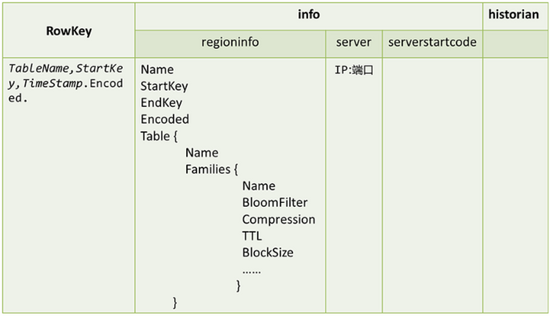 RowKey
info
historian
regioninfo
server
serverstartcode
TableName,StartKe
y,TimeStamp.Encod
ed.
Name
StartKey
EndKey
Encoded
Table {
Name
Families {
Name
BloomFilter
Compression
TTL
BlockSize
……
}
}
IP:端口